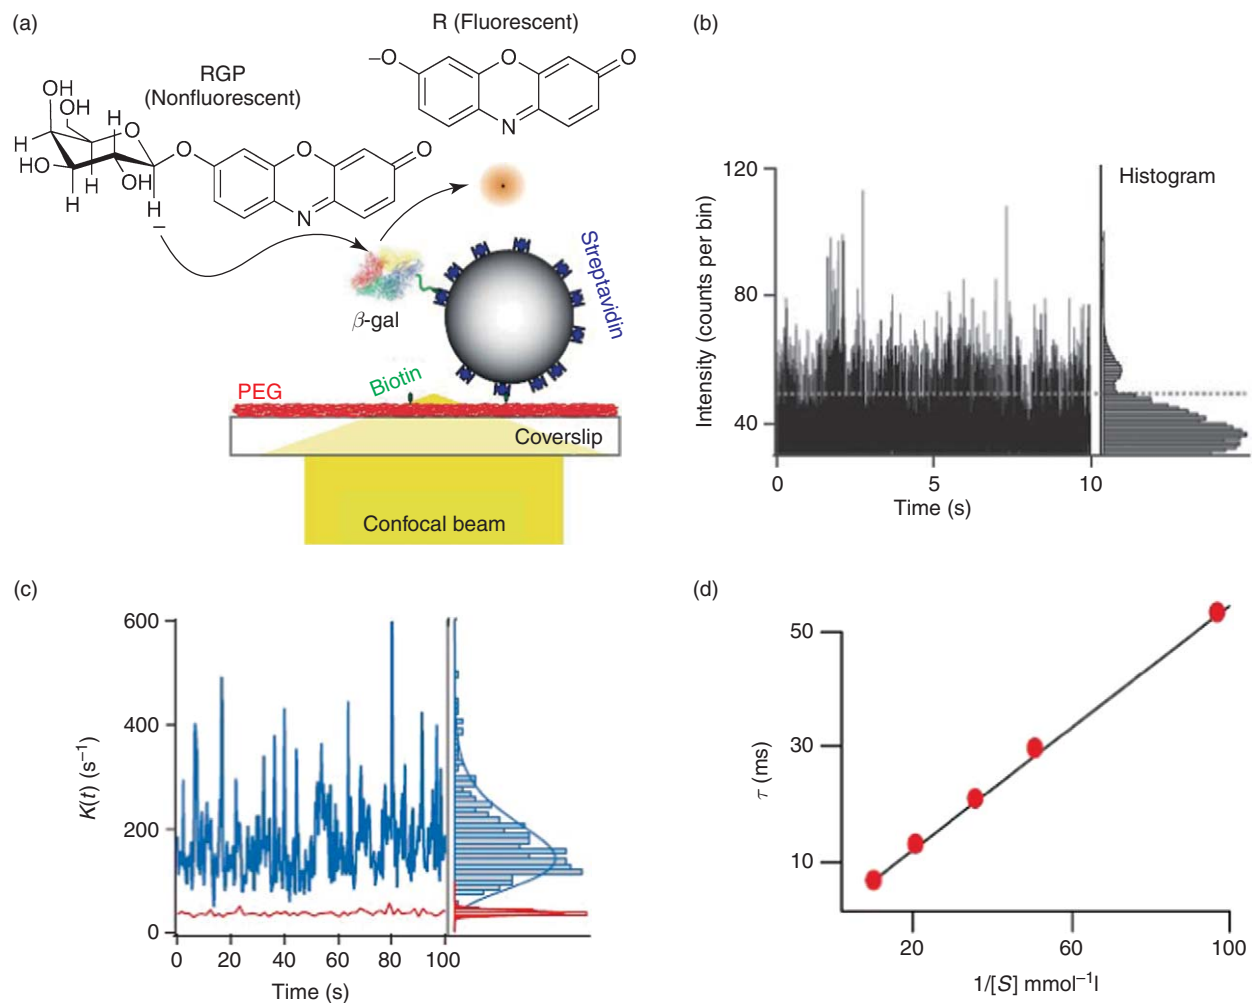 (a)
R (Fluorescent)
–O
O
O
N
RGP
(Nonfluorescent)
OH
OH
H
O
H
HO
H
H
OH
H
O
O
O
N
β-gal
Streptavidin
Biotin
PEG
Coverslip
Confocal beam
(b)
Histogram
Intensity (counts per bin)
120
80
40
0
5
10
Time (s)
(c)
K(t) (s⁻¹)
600
400
200
0
0
20
40
60
80
100
Time (s)
(d)
τ (ms)
50
30
10
20
60
100
1/[S] mmol⁻¹l